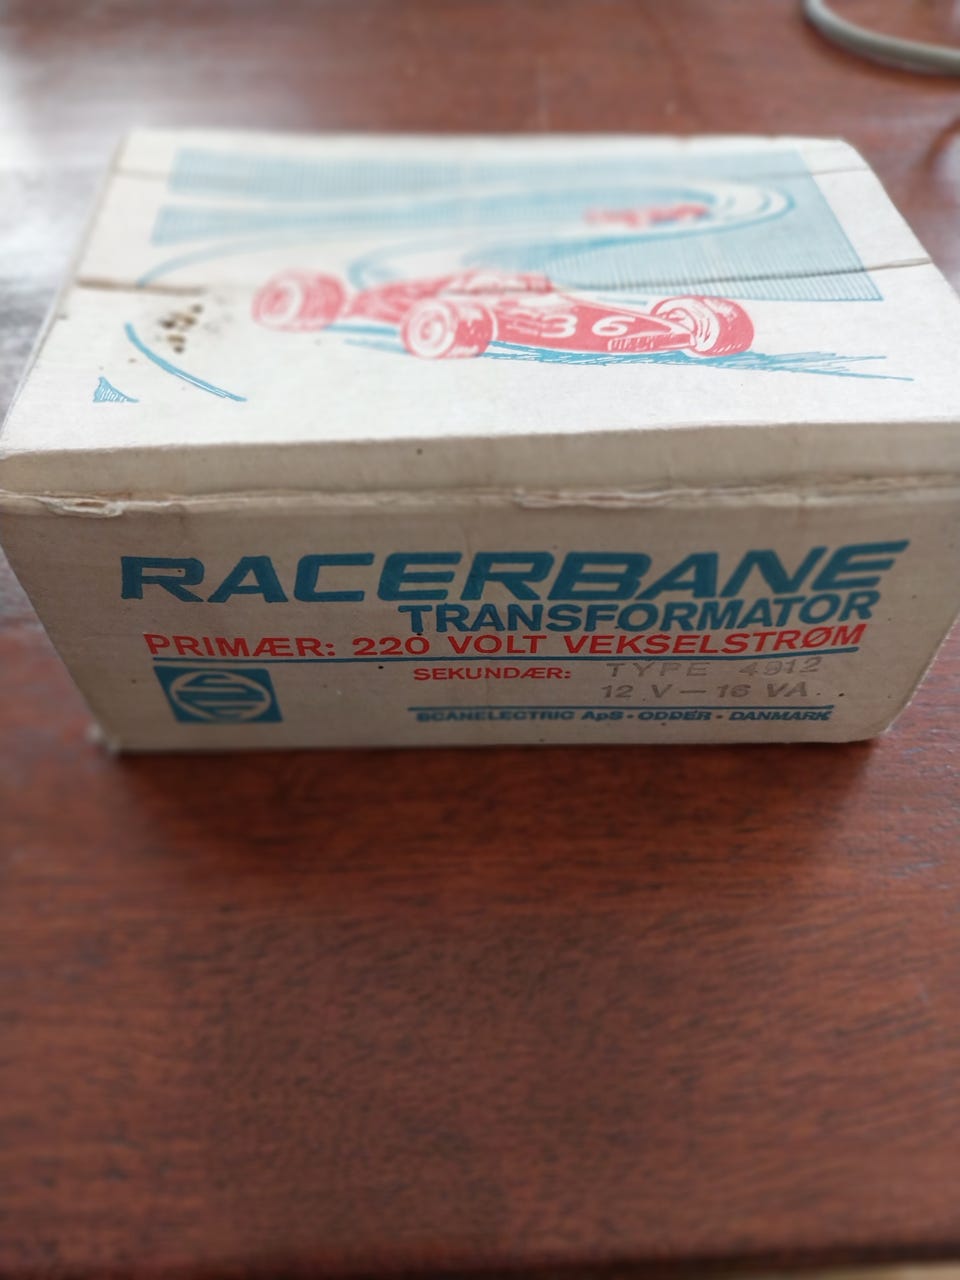 36
RACERBANE
TRANSFORMATOR
PRIMÆR: 220 VOLT VEKSELSTRØM
SEKUNDÆR: TYPE 4912
12 V – 16 VA.
SCANELECTRIC ApS · ODDER · DANMARK